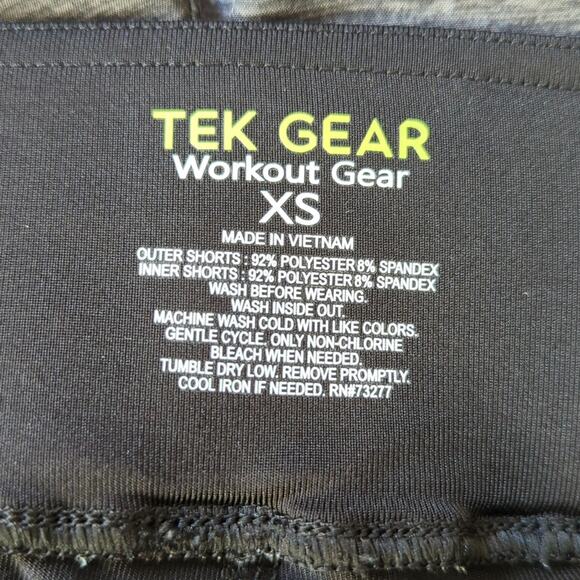 TEK GEAR
Workout Gear
XS
MADE IN VIETNAM
OUTER SHORTS : 92% POLYESTER 8% SPANDEX
INNER SHORTS : 92% POLYESTER 8% SPANDEX
WASH BEFORE WEARING.
WASH INSIDE OUT.
MACHINE WASH COLD WITH LIKE COLORS.
GENTLE CYCLE. ONLY NON-CHLORINE
BLEACH WHEN NEEDED.
TUMBLE DRY LOW. REMOVE PROMPTLY.
COOL IRON IF NEEDED. RN#73277